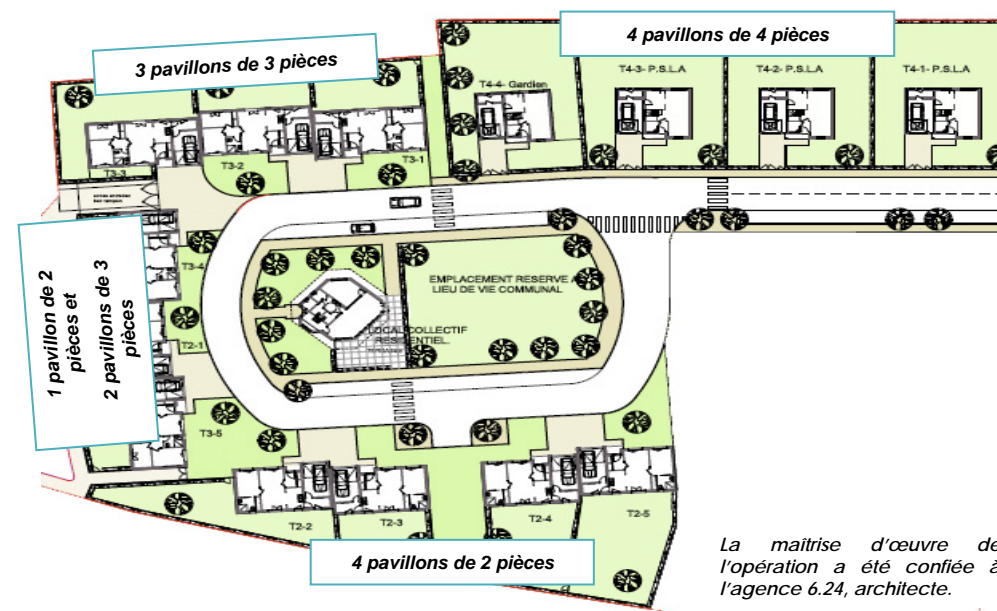 3 pavillons de 3 pièces
4 pavillons de 4 pièces
T4-4- Gardien
T4-3- P.S.L.A
T4-2- P.S.L.A
T4-1- P.S.L.A
T3-3
T3-2
T3-1
1 pavillon de 2
pièces et
2 pavillons de 3
pièces
T3-4
T2-1
T3-5
EMPLACEMENT RESERVE A
LIEU DE VIE COMMUNAL
LOCAL COLLECTIF
RESIDENTIEL
T2-2
T2-3
T2-4
T2-5
4 pavillons de 2 pièces
La maîtrise d'œuvre de
l'opération a été confiée à
l'agence 6.24, architecte.